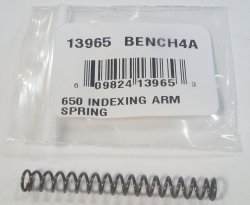 13965 BENCH4A
6 09824 13965 3
650 INDEXING ARM
SPRING